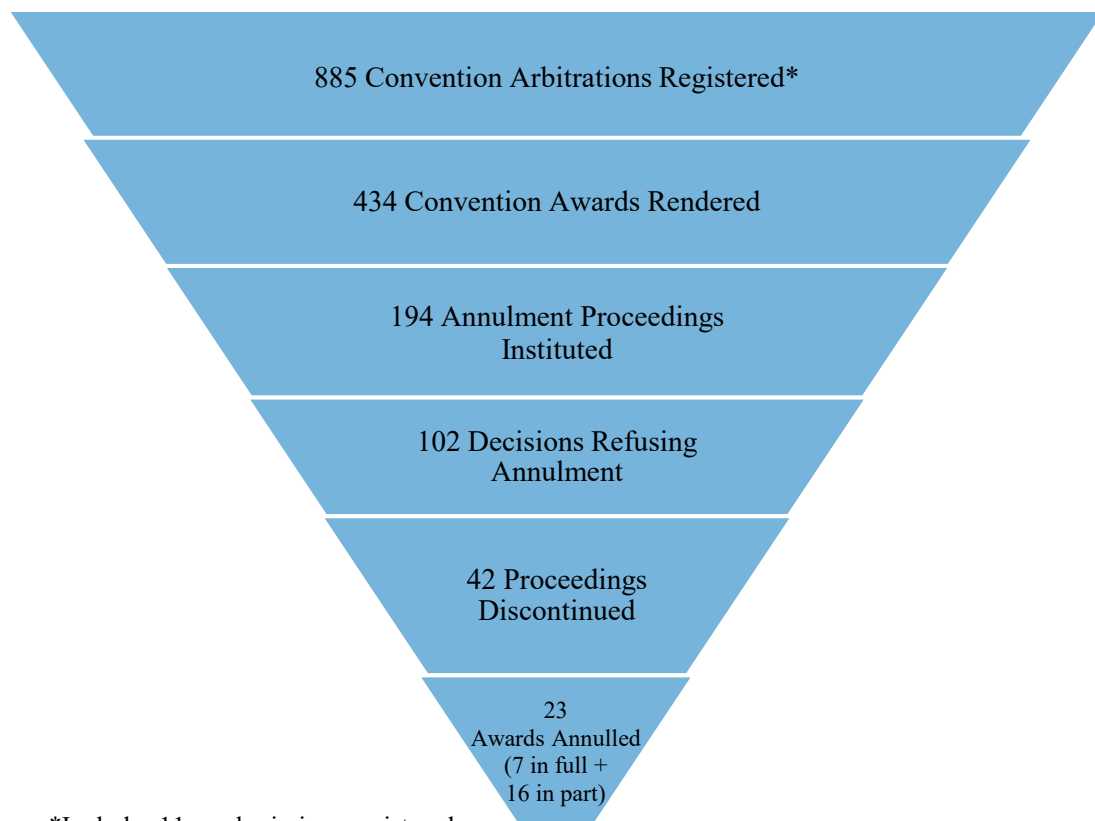 885 Convention Arbitrations Registered*
434 Convention Awards Rendered
194 Annulment Proceedings
Instituted
102 Decisions Refusing
Annulment
42 Proceedings
Discontinued
23
Awards Annulled
(7 in full +
16 in part)